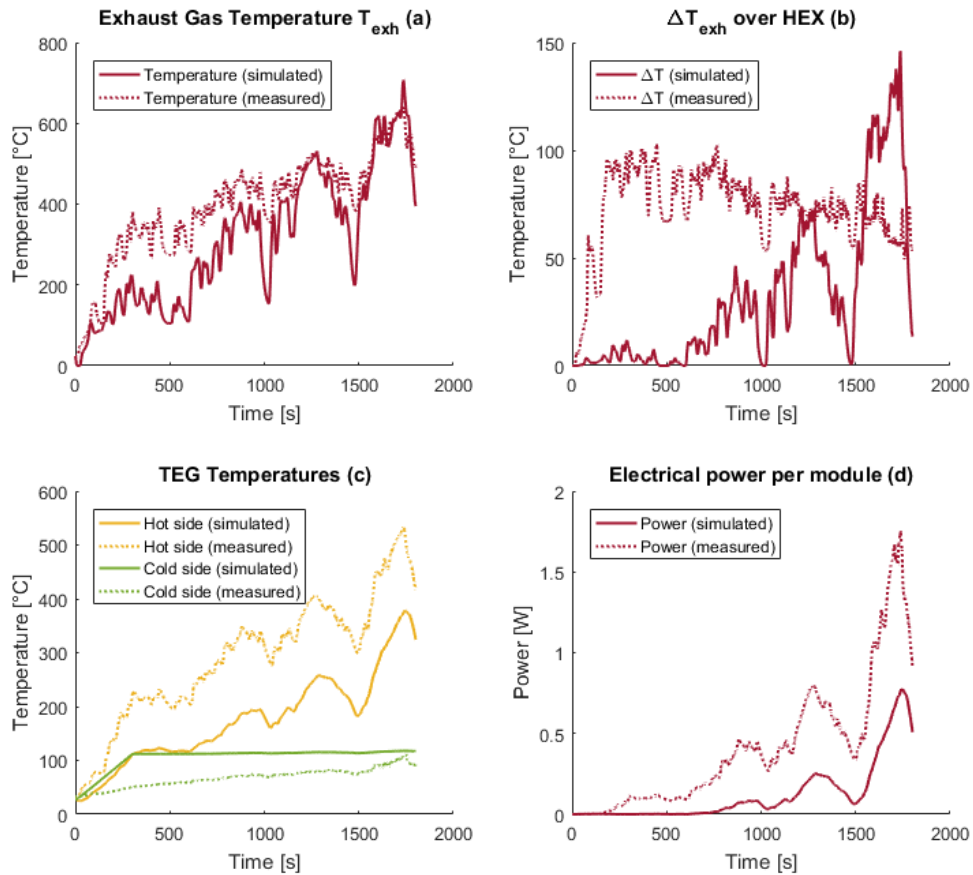 Exhaust Gas Temperature T_exh (a)
800
600
400
200
0
Temperature [°C]
Temperature (simulated)
Temperature (measured)
0 500 1000 1500 2000
Time [s]
ΔT_exh over HEX (b)
150
100
50
0
Temperature [°C]
ΔT (simulated)
ΔT (measured)
0 500 1000 1500 2000
Time [s]
TEG Temperatures (c)
600
500
400
300
200
100
0
Temperature [°C]
Hot side (simulated)
Hot side (measured)
Cold side (simulated)
Cold side (measured)
0 500 1000 1500 2000
Time [s]
Electrical power per module (d)
2
1.5
1
0.5
0
Power [W]
Power (simulated)
Power (measured)
0 500 1000 1500 2000
Time [s]